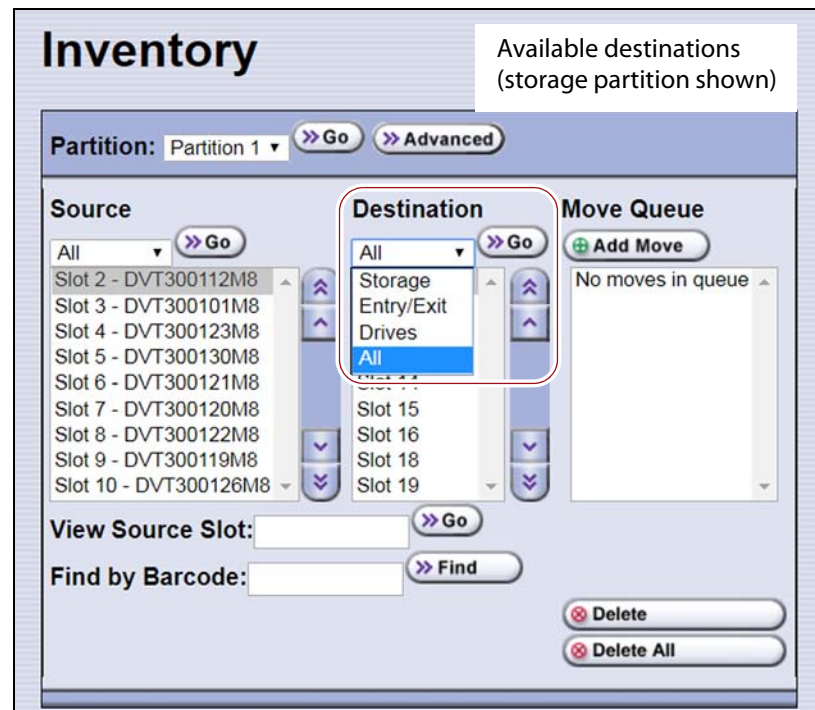 Inventory
Available destinations
(storage partition shown)
Partition: Partition 1 Go Advanced
Source
All Go
Slot 2 - DVT300112M8
Slot 3 - DVT300101M8
Slot 4 - DVT300123M8
Slot 5 - DVT300130M8
Slot 6 - DVT300121M8
Slot 7 - DVT300120M8
Slot 8 - DVT300122M8
Slot 9 - DVT300119M8
Slot 10 - DVT300126M8
Destination
All Go
Storage
Entry/Exit
Drives
All
Slot 15
Slot 16
Slot 18
Slot 19
Move Queue
Add Move
No moves in queue
View Source Slot: Go
Find by Barcode: Find
Delete
Delete All